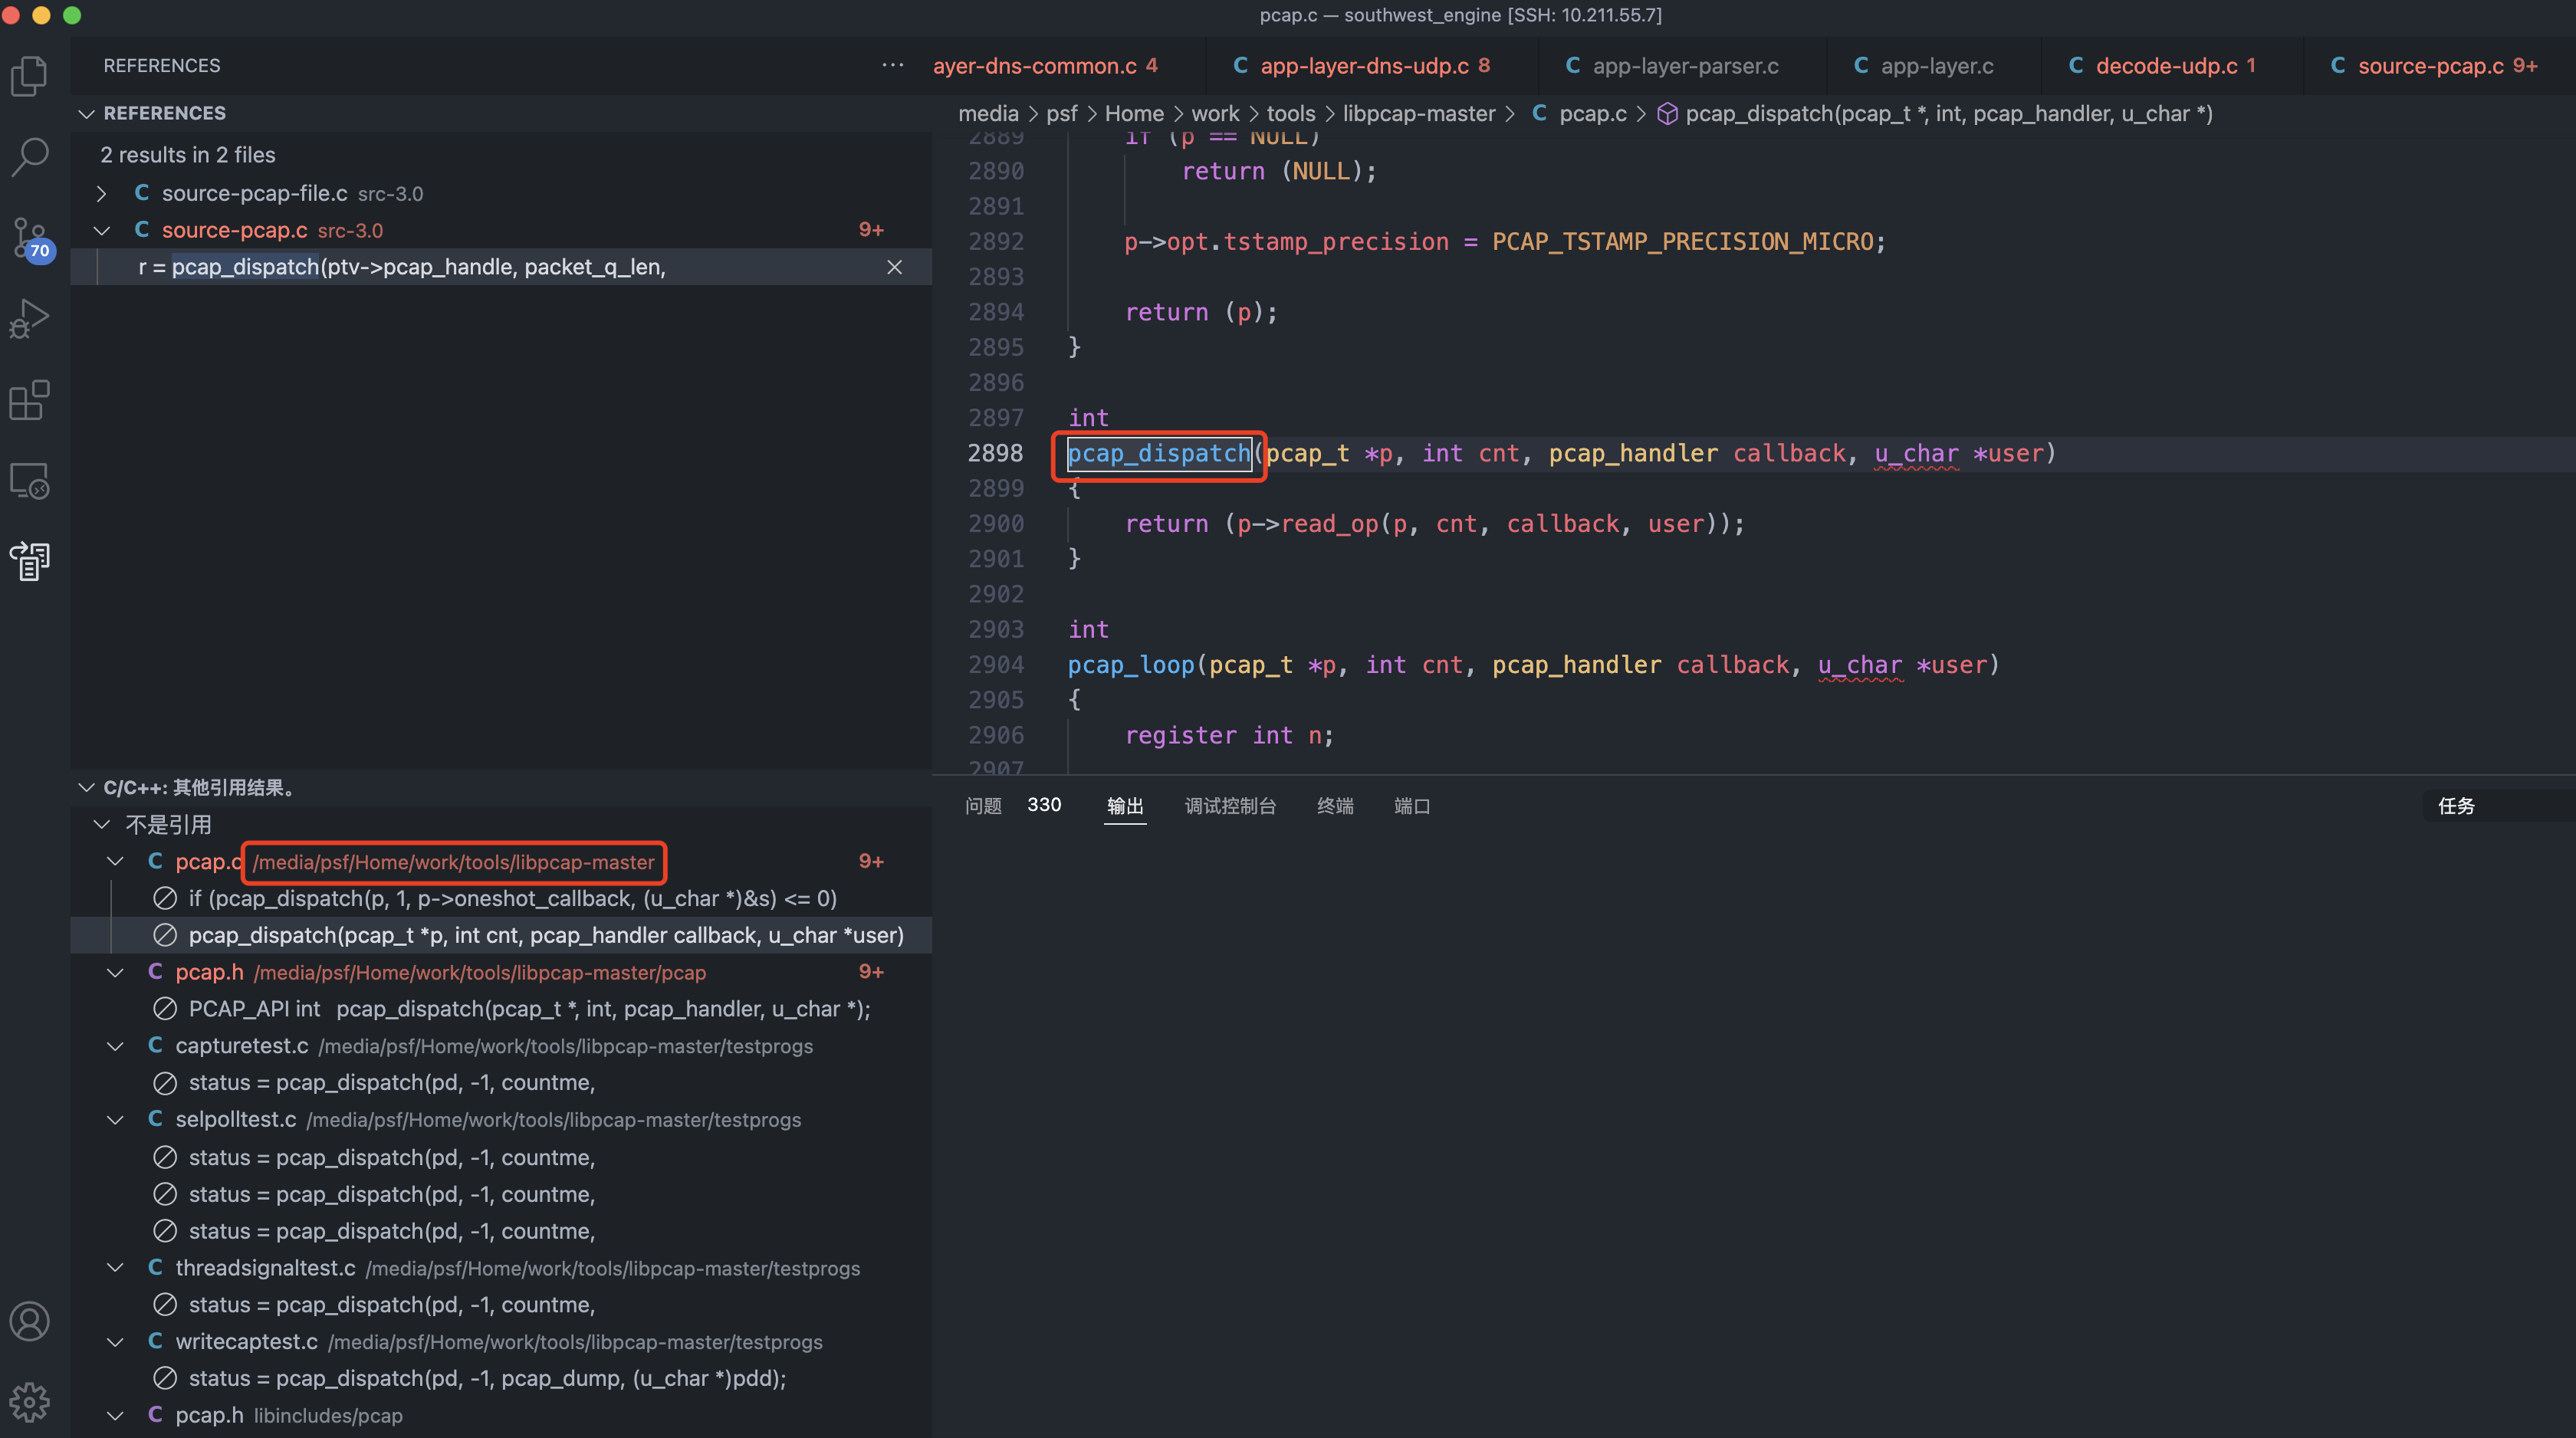 pcap.c — southwest_engine [SSH: 10.211.55.7]
REFERENCES
ayer-dns-common.c 4
C app-layer-dns-udp.c 8
C app-layer-parser.c
C app-layer.c
C decode-udp.c 1
C source-pcap.c 9+
REFERENCES
2 results in 2 files
C source-pcap-file.c src-3.0
C source-pcap.c src-3.0 9+
r = pcap_dispatch(ptv->pcap_handle, packet_q_len,
70
media > psf > Home > work > tools > libpcap-master > C pcap.c > pcap_dispatch(pcap_t *, int, pcap_handler, u_char *)
2889 if (p == NULL)
2890 return (NULL);
2891
2892 p->opt.tstamp_precision = PCAP_TSTAMP_PRECISION_MICRO;
2893
2894 return (p);
2895 }
2896
2897 int
2898 pcap_dispatch(pcap_t *p, int cnt, pcap_handler callback, u_char *user)
2899 {
2900 return (p->read_op(p, cnt, callback, user));
2901 }
2902
2903 int
2904 pcap_loop(pcap_t *p, int cnt, pcap_handler callback, u_char *user)
2905 {
2906 register int n;
2907
C/C++: 其他引用结果。
不是引用
C pcap.c /media/psf/Home/work/tools/libpcap-master 9+
if (pcap_dispatch(p, 1, p->oneshot_callback, (u_char *)&s) <= 0)
pcap_dispatch(pcap_t *p, int cnt, pcap_handler callback, u_char *user)
C pcap.h /media/psf/Home/work/tools/libpcap-master/pcap 9+
PCAP_API int pcap_dispatch(pcap_t *, int, pcap_handler, u_char *);
C capturetest.c /media/psf/Home/work/tools/libpcap-master/testprogs
status = pcap_dispatch(pd, -1, countme,
C selpolltest.c /media/psf/Home/work/tools/libpcap-master/testprogs
status = pcap_dispatch(pd, -1, countme,
status = pcap_dispatch(pd, -1, countme,
status = pcap_dispatch(pd, -1, countme,
C threadsignaltest.c /media/psf/Home/work/tools/libpcap-master/testprogs
status = pcap_dispatch(pd, -1, countme,
C writecaptest.c /media/psf/Home/work/tools/libpcap-master/testprogs
status = pcap_dispatch(pd, -1, pcap_dump, (u_char *)pdd);
C pcap.h libincludes/pcap
问题 330 输出 调试控制台 终端 端口
任务